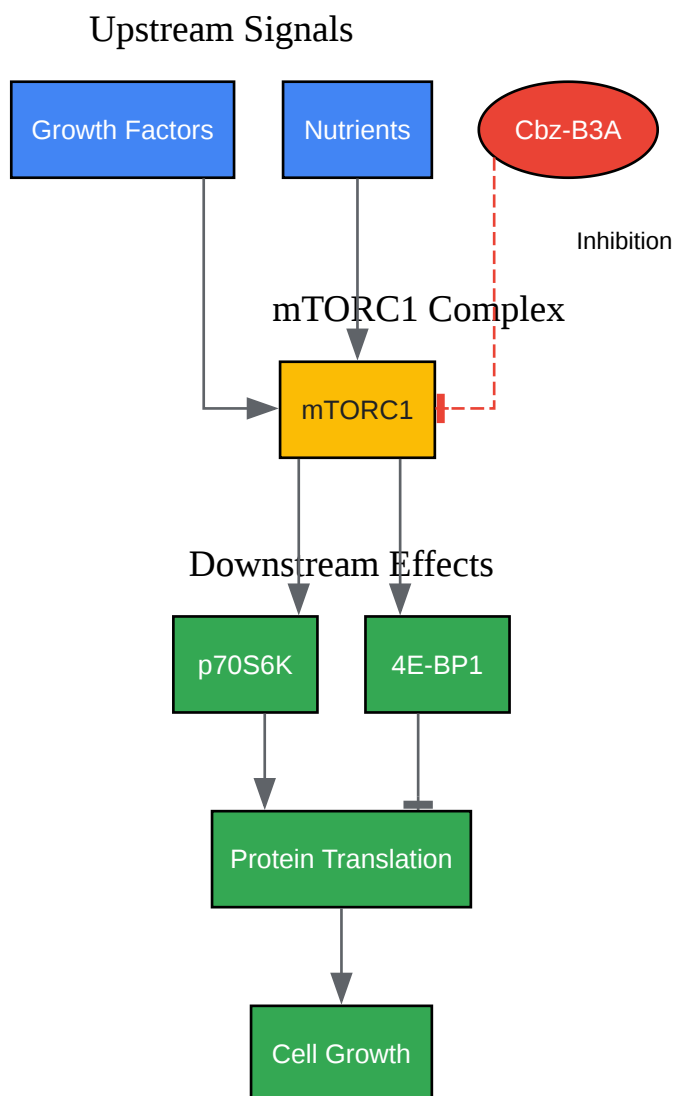 Upstream Signals
Growth Factors
Nutrients
Cbz-B3A
Inhibition
mTORC1 Complex
mTORC1
Downstream Effects
p70S6K
4E-BP1
Protein Translation
Cell Growth